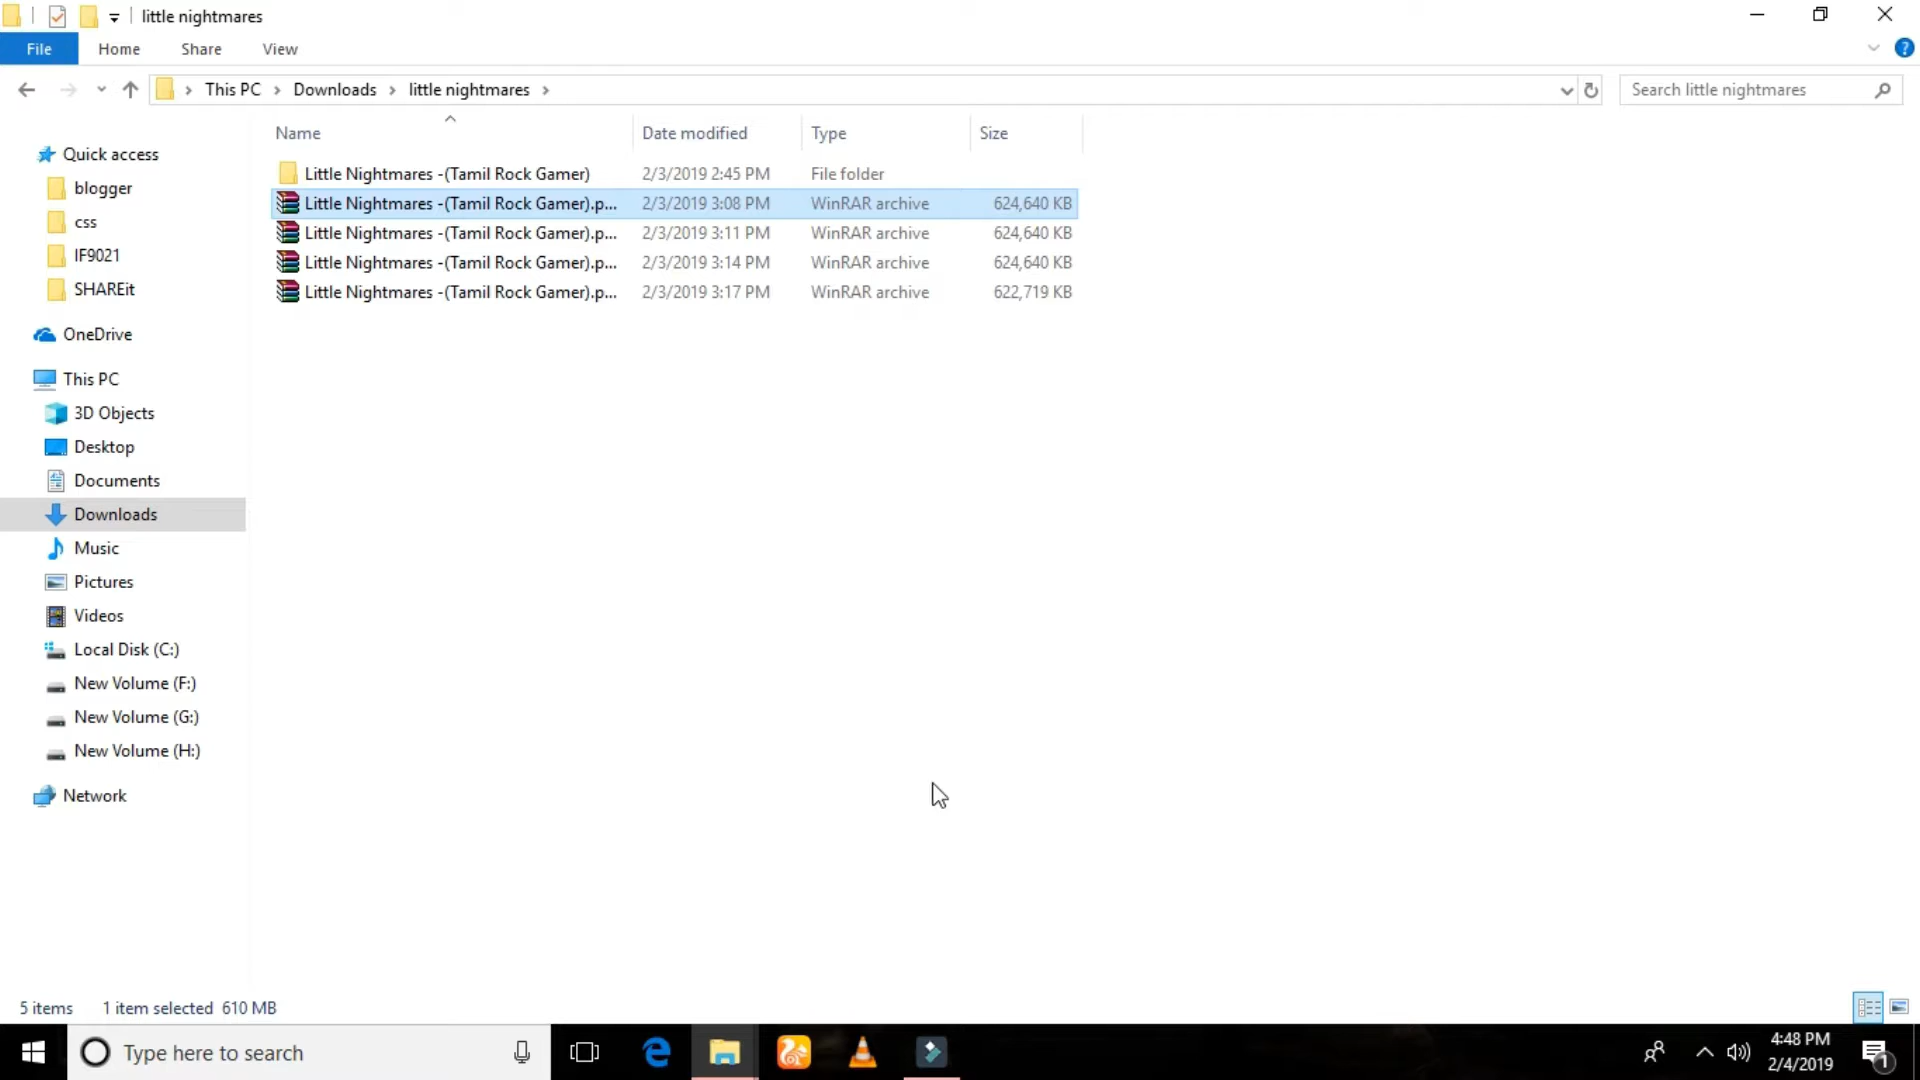 little nightmares
File Home Share View
This PC Downloads little nightmares
Search little nightmares
Name Date modified Type Size
Quick access
blogger
css
IF9021
SHAREit
OneDrive
This PC
3D Objects
Desktop
Documents
Downloads
Music
Pictures
Videos
Local Disk (C:)
New Volume (F:)
New Volume (G:)
New Volume (H:)
Network
Little Nightmares -(Tamil Rock Gamer) 2/3/2019 2:45 PM File folder
Little Nightmares -(Tamil Rock Gamer).p... 2/3/2019 3:08 PM WinRAR archive 624,640 KB
Little Nightmares -(Tamil Rock Gamer).p... 2/3/2019 3:11 PM WinRAR archive 624,640 KB
Little Nightmares -(Tamil Rock Gamer).p... 2/3/2019 3:14 PM WinRAR archive 624,640 KB
Little Nightmares -(Tamil Rock Gamer).p... 2/3/2019 3:17 PM WinRAR archive 622,719 KB
5 items 1 item selected 610 MB
Type here to search
4:48 PM
2/4/2019
1